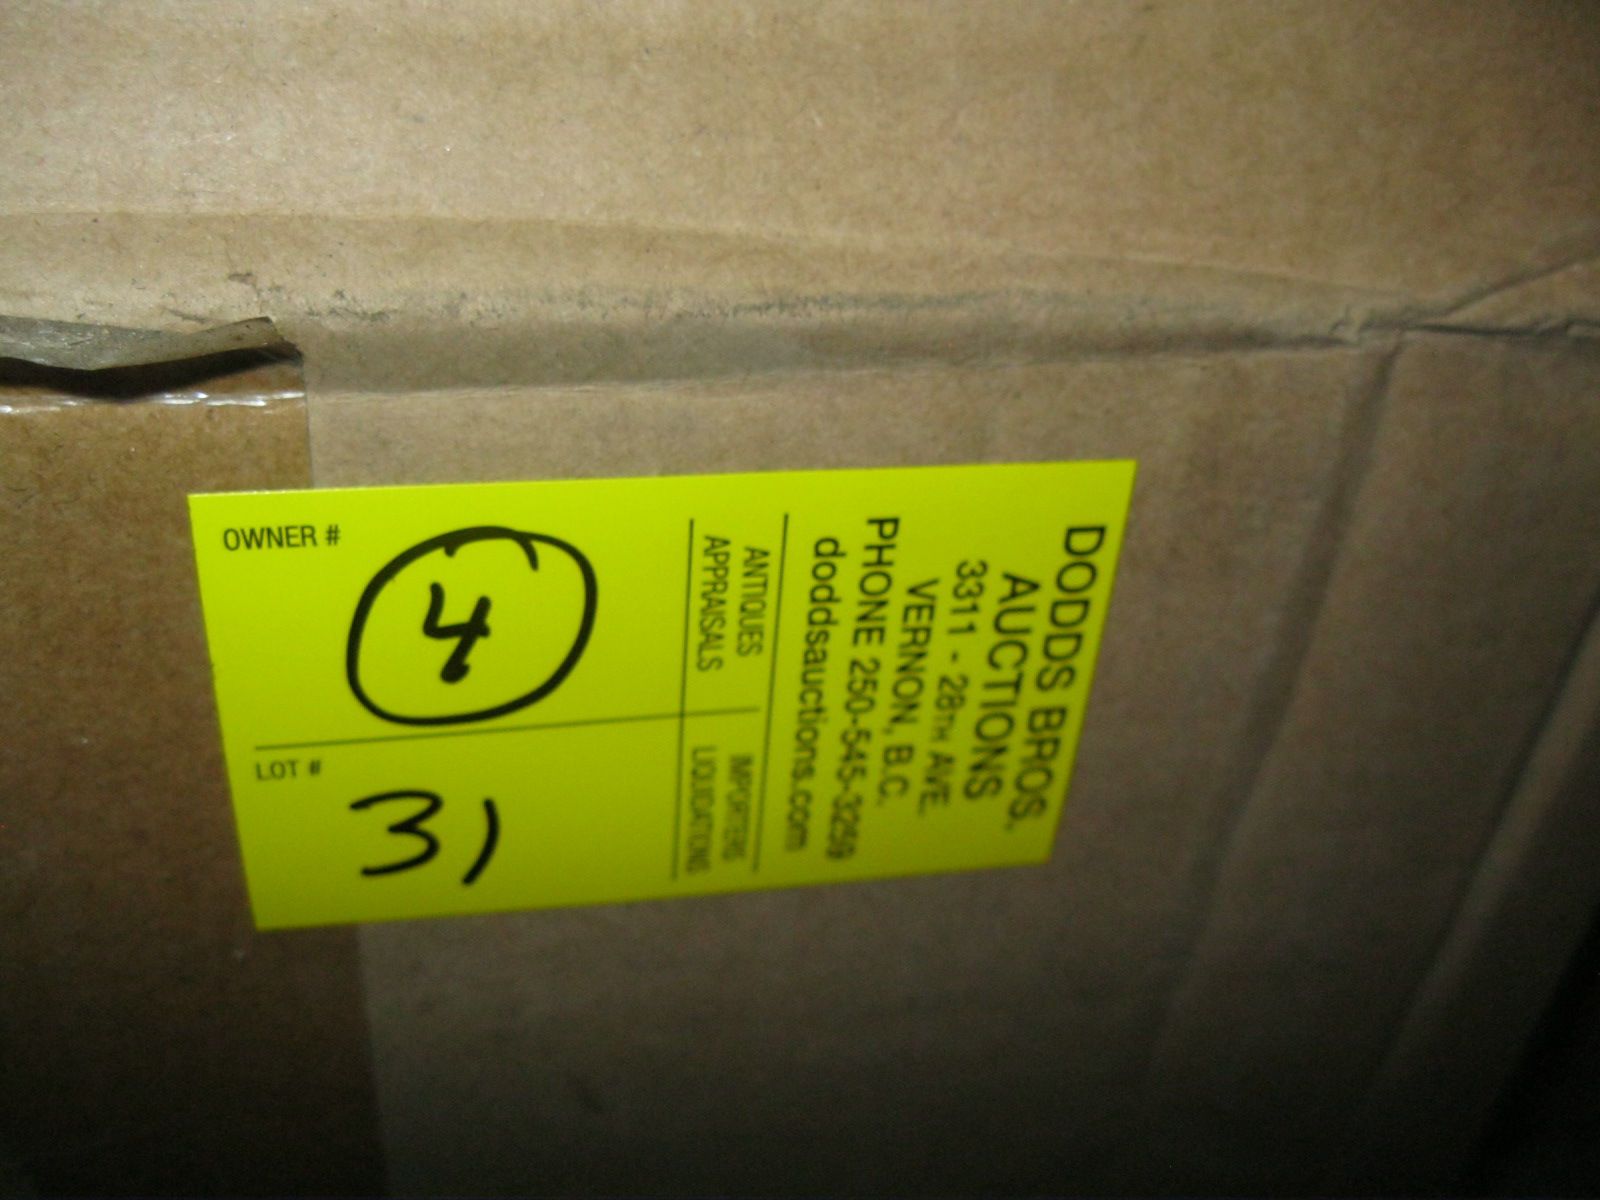 DODDS BROS.
AUCTIONS
3311 - 28TH AVE.
VERNON, B.C.
PHONE 250-545-3259
doddsauctions.com
ANTIQUES IMPORTERS
APPRAISALS LIQUIDATIONS
OWNER # 4
LOT # 31